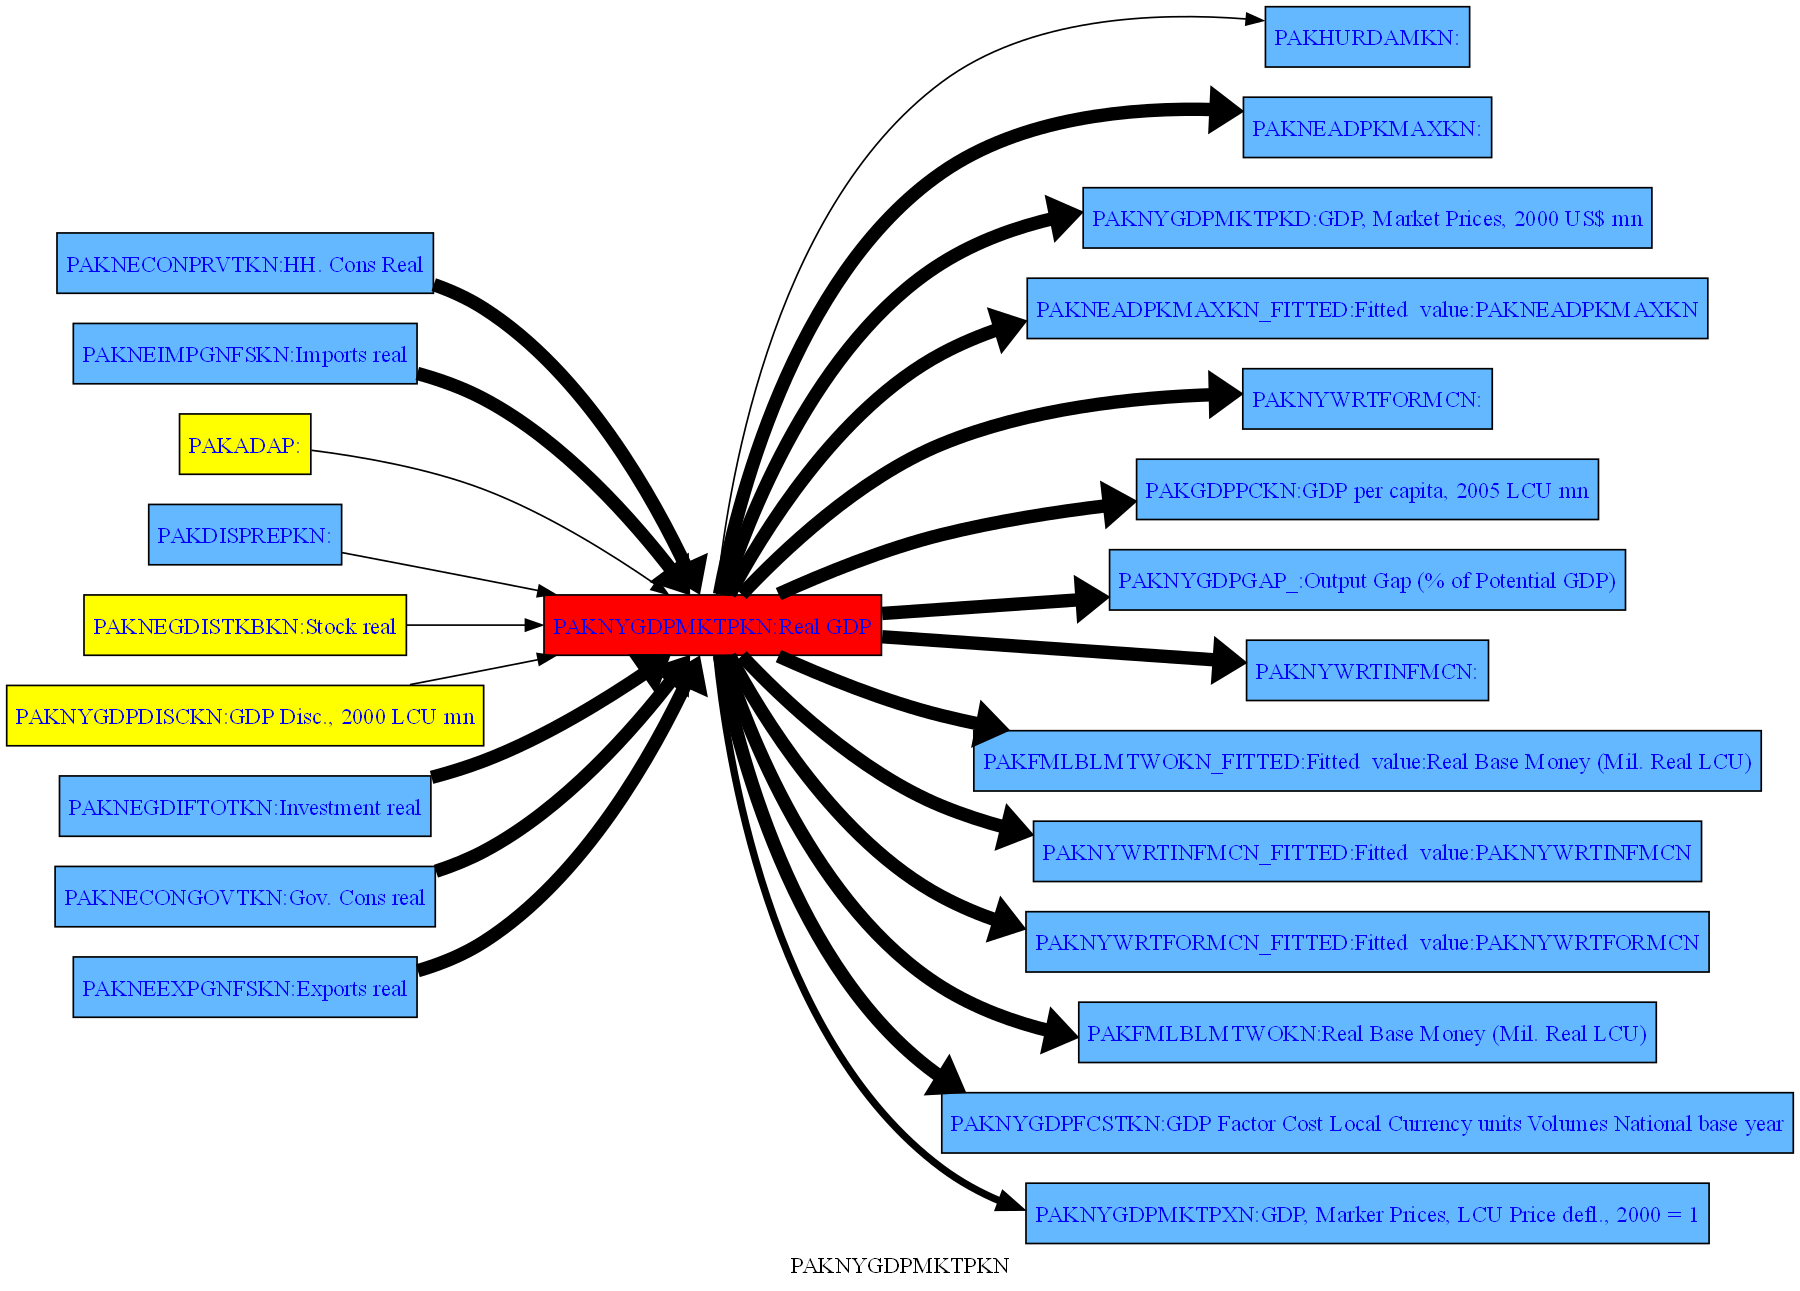 PAKHURDAMKN:
PAKNEADPKMAXKN:
PAKNYGDPMKTPKD:GDP, Market Prices, 2000 US$ mn
PAKNECONPRVTKN:HH. Cons Real
PAKNEADPKMAXKN_FITTED:Fitted  value:PAKNEADPKMAXKN
PAKNEIMPGNFSKN:Imports real
PAKNYWRTFORMCN:
PAKADAP:
PAKGDPPCKN:GDP per capita, 2005 LCU mn
PAKDISPREPKN:
PAKNYGDPGAP_:Output Gap (% of Potential GDP)
PAKNEGDISTKBKN:Stock real
PAKNYGDPMKTPKN:Real GDP
PAKNYWRTINFMCN:
PAKNYGDPDISCKN:GDP Disc., 2000 LCU mn
PAKFMLBLMTWOKN_FITTED:Fitted  value:Real Base Money (Mil. Real LCU)
PAKNEGDIFTOTKN:Investment real
PAKNYWRTINFMCN_FITTED:Fitted  value:PAKNYWRTINFMCN
PAKNECONGOVTKN:Gov. Cons real
PAKNYWRTFORMCN_FITTED:Fitted  value:PAKNYWRTFORMCN
PAKNEEXPGNFSKN:Exports real
PAKFMLBLMTWOKN:Real Base Money (Mil. Real LCU)
PAKNYGDPFCSTKN:GDP Factor Cost Local Currency units Volumes National base year
PAKNYGDPMKTPXN:GDP, Marker Prices, LCU Price defl., 2000 = 1
PAKNYGDPMKTPKN